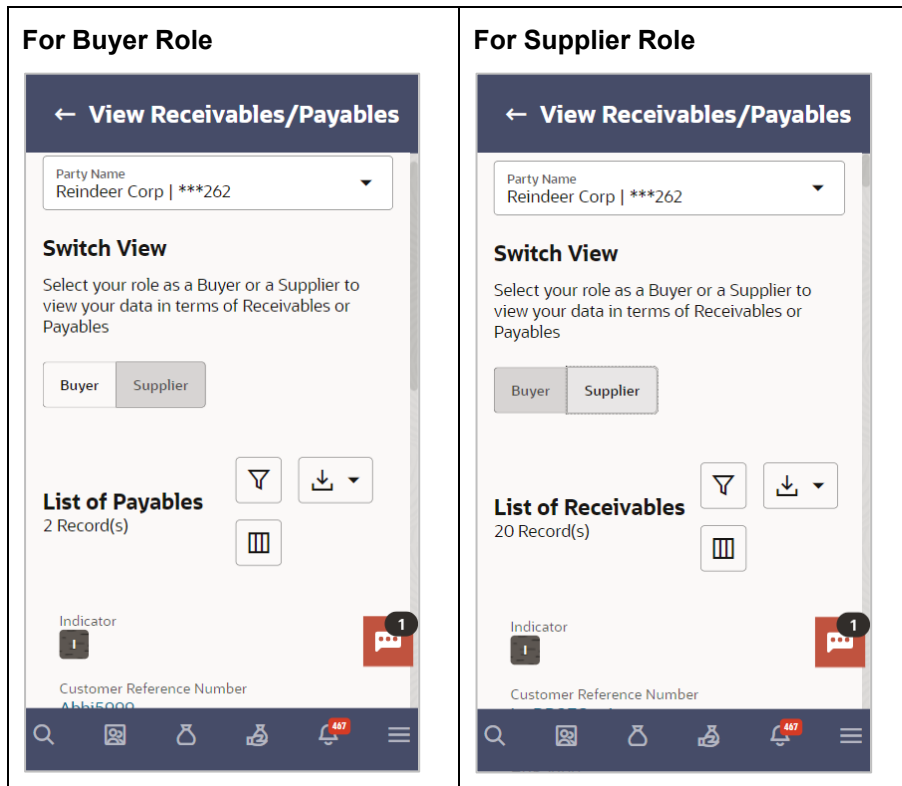 For Buyer Role
← View Receivables/Payables
Party Name
Reindeer Corp | ***262
Switch View
Select your role as a Buyer or a Supplier to
view your data in terms of Receivables or
Payables
Buyer Supplier
List of Payables
2 Record(s)
Indicator
I
1
Customer Reference Number
467
For Supplier Role
← View Receivables/Payables
Party Name
Reindeer Corp | ***262
Switch View
Select your role as a Buyer or a Supplier to
view your data in terms of Receivables or
Payables
Buyer Supplier
List of Receivables
20 Record(s)
Indicator
I
1
Customer Reference Number
467